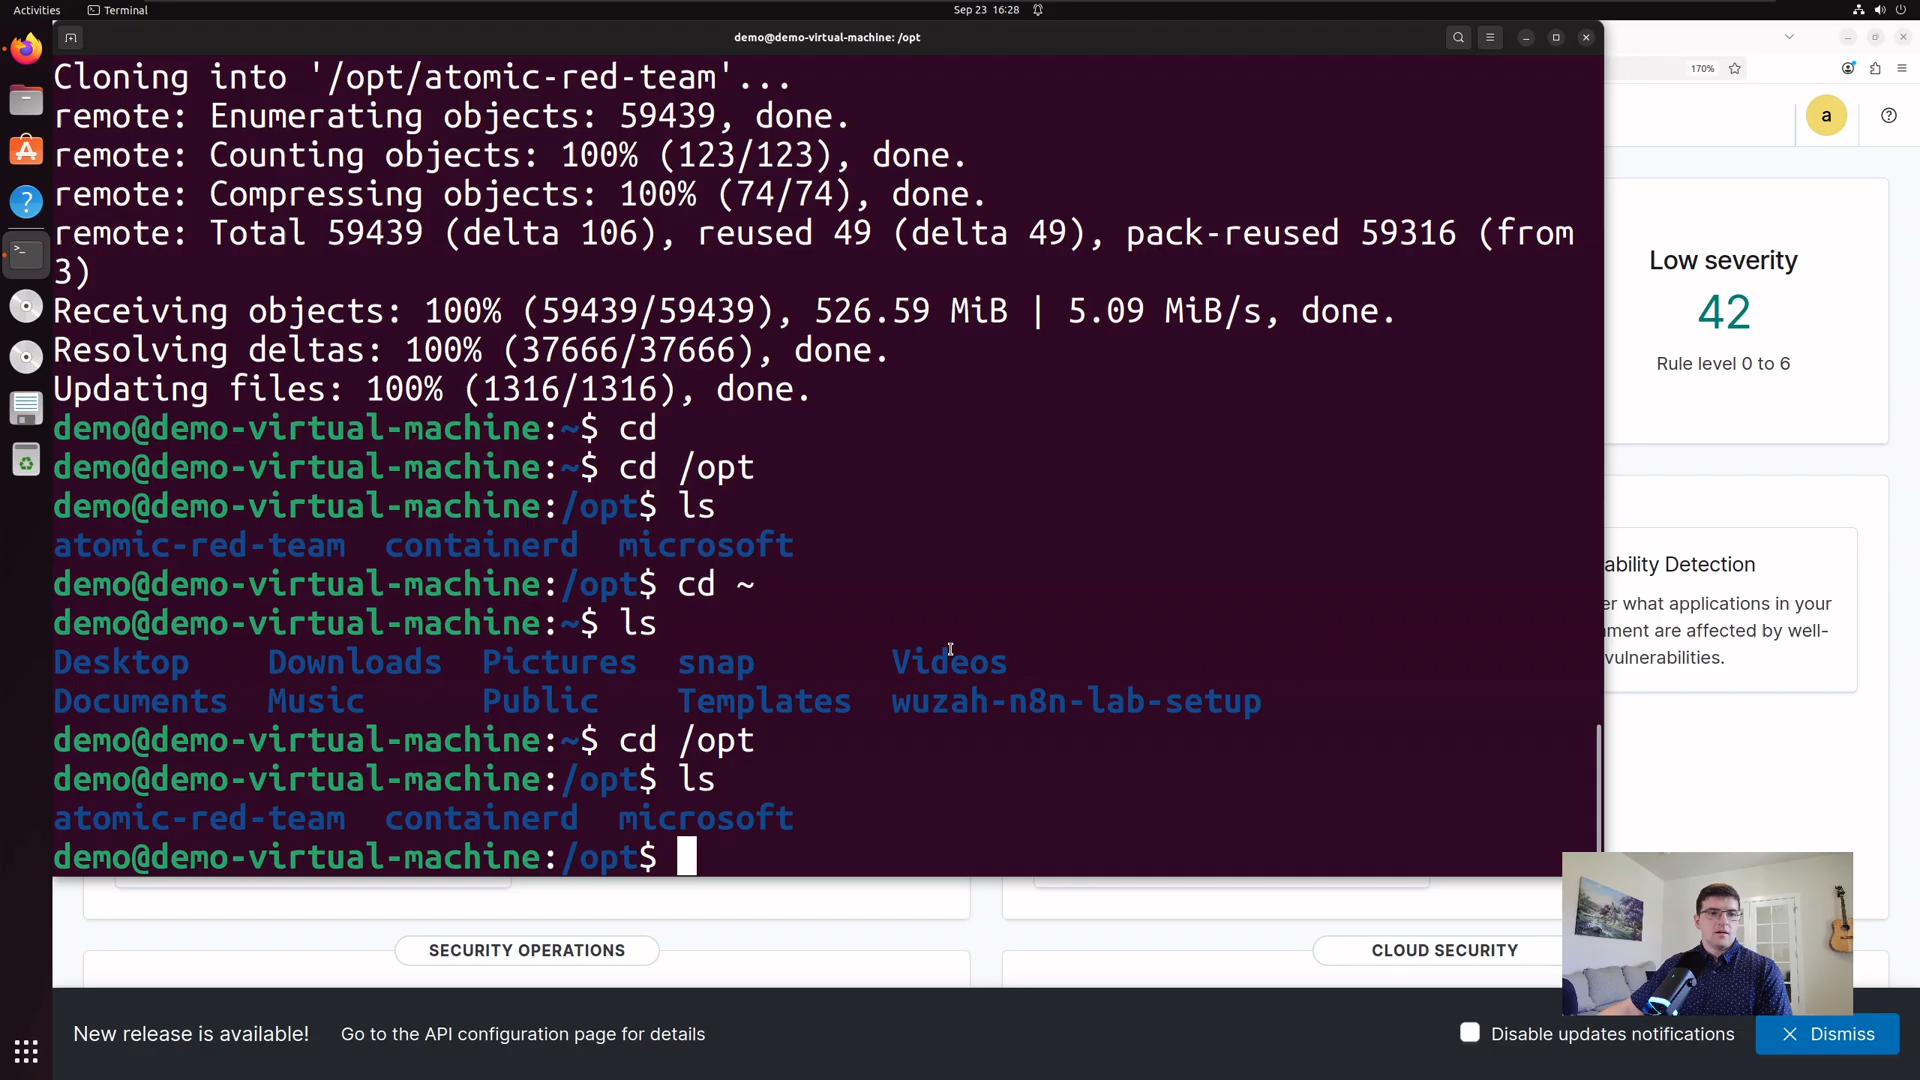 Activities
Terminal
Sep 23 16:28
demo@demo-virtual-machine: /opt
170%
Cloning into '/opt/atomic-red-team'...
remote: Enumerating objects: 59439, done.
remote: Counting objects: 100% (123/123), done.
remote: Compressing objects: 100% (74/74), done.
remote: Total 59439 (delta 106), reused 49 (delta 49), pack-reused 59316 (from
3)
Receiving objects: 100% (59439/59439), 526.59 MiB | 5.09 MiB/s, done.
Resolving deltas: 100% (37666/37666), done.
Updating files: 100% (1316/1316), done.
demo@demo-virtual-machine:~$ cd
demo@demo-virtual-machine:~$ cd /opt
demo@demo-virtual-machine:/opt$ ls
atomic-red-team  containerd  microsoft
demo@demo-virtual-machine:/opt$ cd ~
demo@demo-virtual-machine:~$ ls
Desktop    Downloads  Pictures  snap       Videos
Documents  Music      Public    Templates  wuzah-n8n-lab-setup
demo@demo-virtual-machine:~$ cd /opt
demo@demo-virtual-machine:/opt$ ls
atomic-red-team  containerd  microsoft
demo@demo-virtual-machine:/opt$
a
Low severity
42
Rule level 0 to 6
ability Detection
er what applications in your
nment are affected by well-
vulnerabilities.
SECURITY OPERATIONS
CLOUD SECURITY
New release is available!
Go to the API configuration page for details
Disable updates notifications
Dismiss